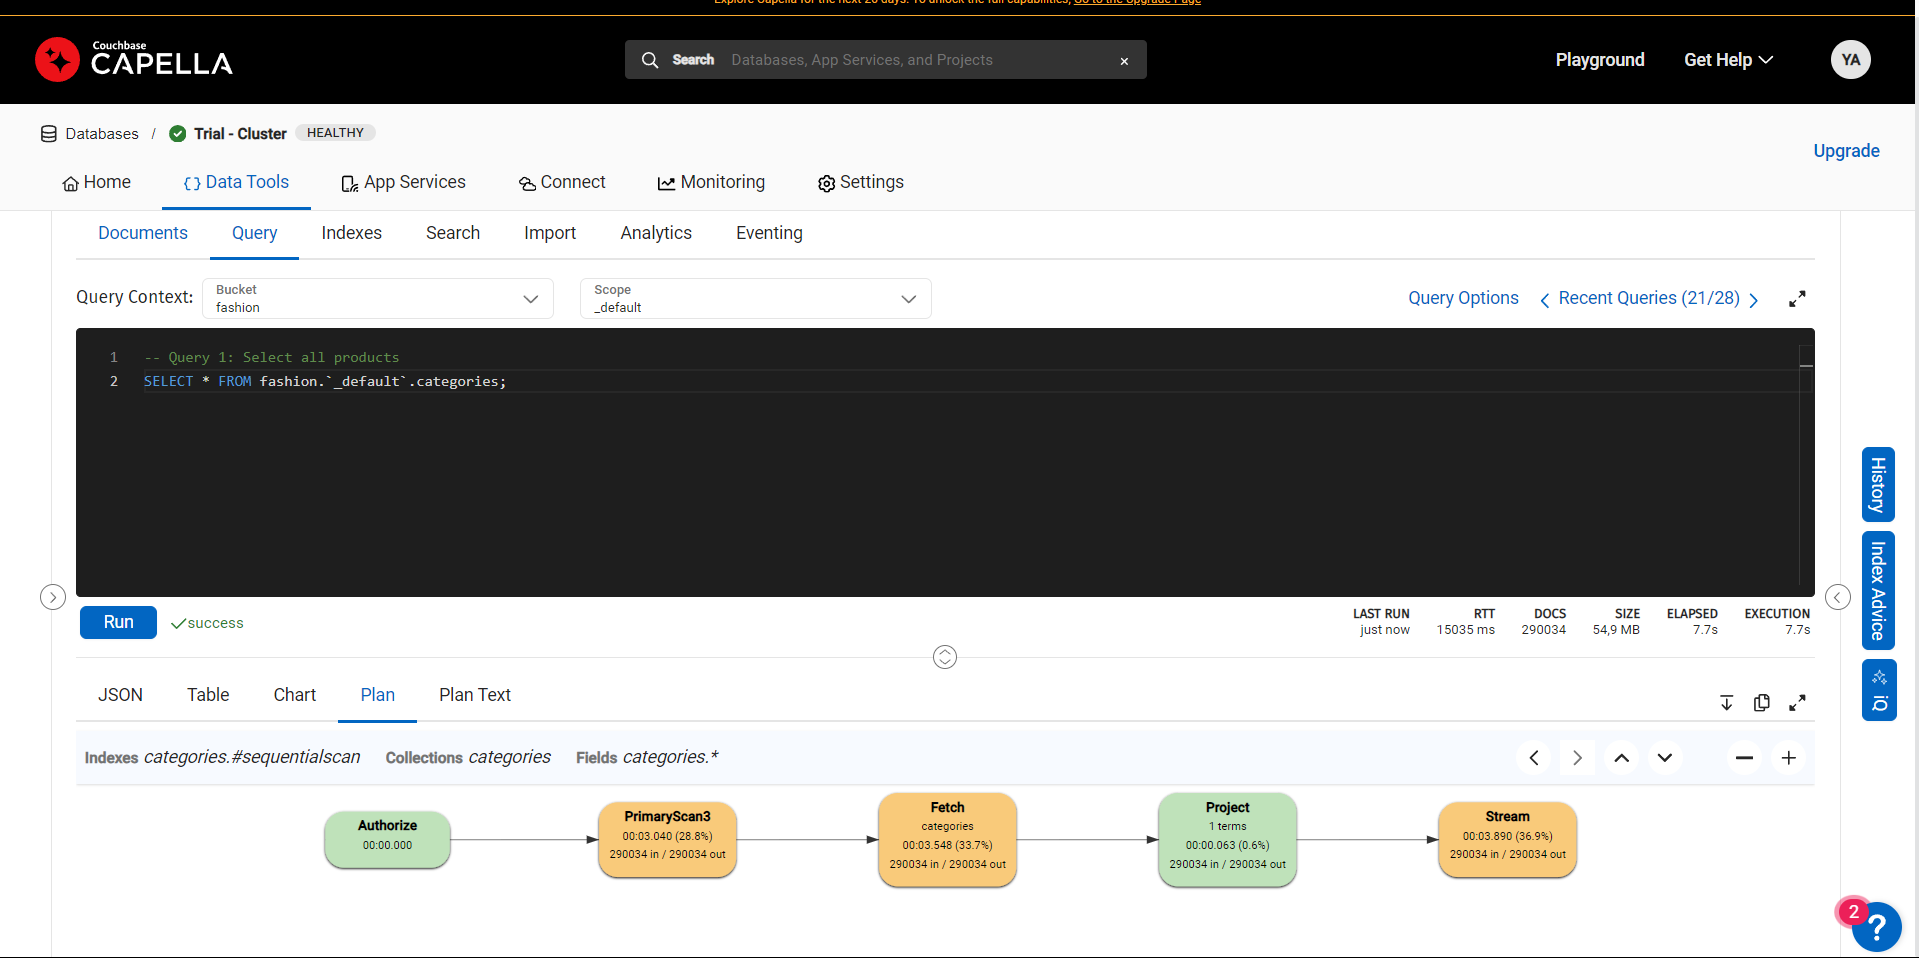 Explore Capella for the next 26 days. To unlock the full capabilities, Go to the Upgrade Page
Couchbase
CAPELLA
Search Databases, App Services, and Projects ×
Playground
Get Help
YA
Databases / Trial - Cluster HEALTHY
Upgrade
Home
Data Tools
App Services
Connect
Monitoring
Settings
Documents
Query
Indexes
Search
Import
Analytics
Eventing
Query Context:
Bucket
fashion
Scope
_default
Query Options
Recent Queries (21/28)
1 -- Query 1: Select all products
2 SELECT * FROM fashion.`_default`.categories;
History
Index Advice
iQ
Run
success
LAST RUN
just now
RTT
15035 ms
DOCS
290034
SIZE
54,9 MB
ELAPSED
7.7s
EXECUTION
7.7s
JSON
Table
Chart
Plan
Plan Text
Indexes categories.#sequentialscan Collections categories Fields categories.*
Authorize
00:00.000
PrimaryScan3
00:03.040 (28.8%)
290034 in / 290034 out
Fetch
categories
00:03.548 (33.7%)
290034 in / 290034 out
Project
1 terms
00:00.063 (0.6%)
290034 in / 290034 out
Stream
00:03.890 (36.9%)
290034 in / 290034 out
2
?